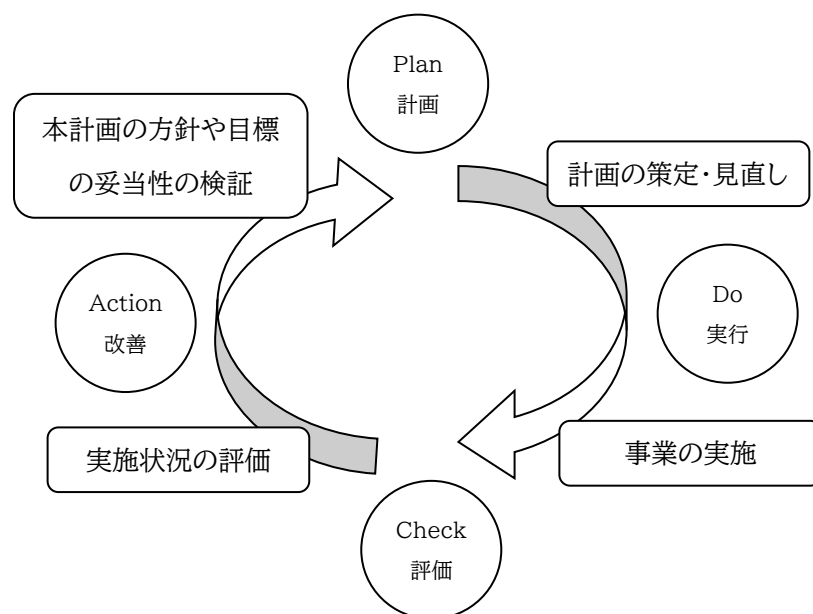 Plan
計画
本計画の方針や目標
の妥当性の検証
計画の策定・見直し
Action
改善
Do
実行
実施状況の評価
事業の実施
Check
評価